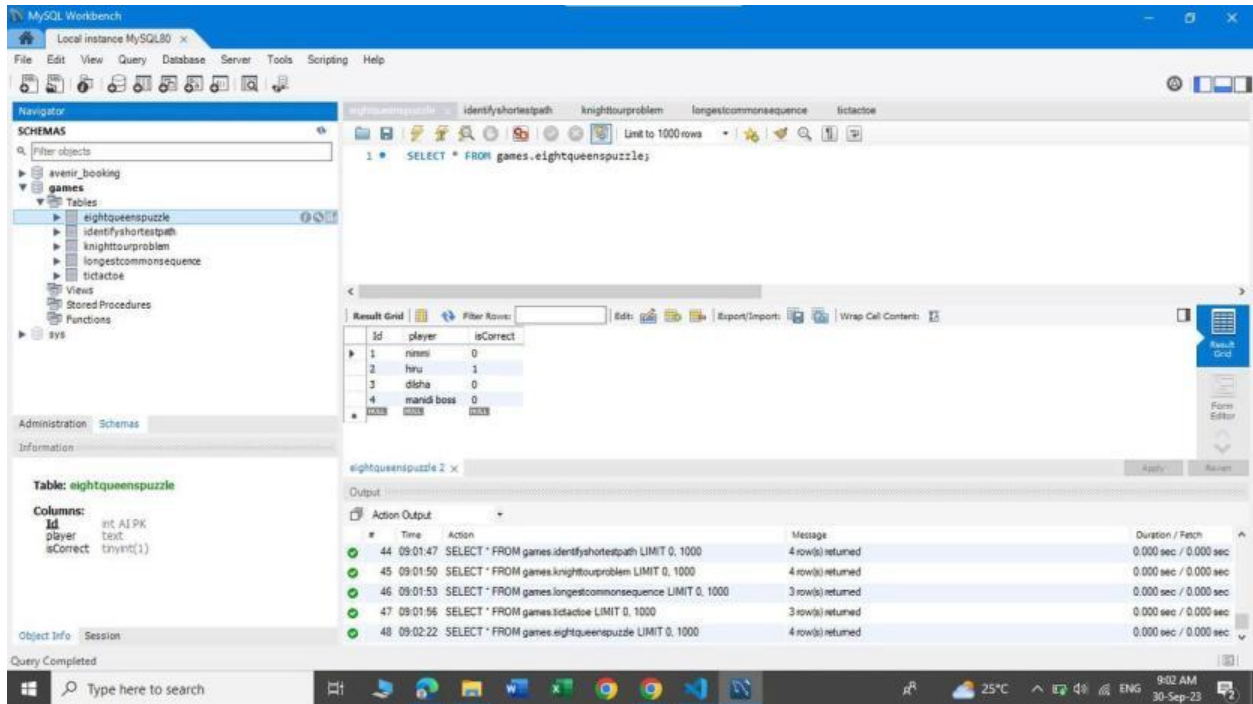 MySQL Workbench
Local instance MySQL80 ×
File Edit View Query Database Server Tools Scripting Help
Navigator
SCHEMAS
Filter objects
avenir_booking
games
Tables
eightqueenspuzzle
identifyshortestpath
knighttourproblem
longestcommonsequence
tictactoe
Views
Stored Procedures
Functions
sys
Administration Schemas
Information
Table: eightqueenspuzzle
Columns:
Id int AI PK
player text
isCorrect tinyint(1)
Object Info Session
eightqueenspuzzle × identifyshortestpath knighttourproblem longestcommonsequence tictactoe
Limit to 1000 rows
1 SELECT * FROM games.eightqueenspuzzle;
Result Grid Filter Rows: Edit: Export/Import: Wrap Cell Content:
Id player isCorrect
1 nimmi 0
2 hiru 1
3 dilsha 0
4 manidi boss 0
NULL NULL NULL
Result Grid
Form Editor
eightqueenspuzzle 2 ×
Apply Revert
Output
Action Output
# Time Action Message Duration / Fetch
44 09:01:47 SELECT * FROM games.identifyshortestpath LIMIT 0, 1000 4 row(s) returned 0.000 sec / 0.000 sec
45 09:01:50 SELECT * FROM games.knighttourproblem LIMIT 0, 1000 4 row(s) returned 0.000 sec / 0.000 sec
46 09:01:53 SELECT * FROM games.longestcommonsequence LIMIT 0, 1000 3 row(s) returned 0.000 sec / 0.000 sec
47 09:01:56 SELECT * FROM games.tictactoe LIMIT 0, 1000 3 row(s) returned 0.000 sec / 0.000 sec
48 09:02:22 SELECT * FROM games.eightqueenspuzzle LIMIT 0, 1000 4 row(s) returned 0.000 sec / 0.000 sec
Query Completed
Type here to search
25°C
ENG
9:02 AM
30-Sep-23